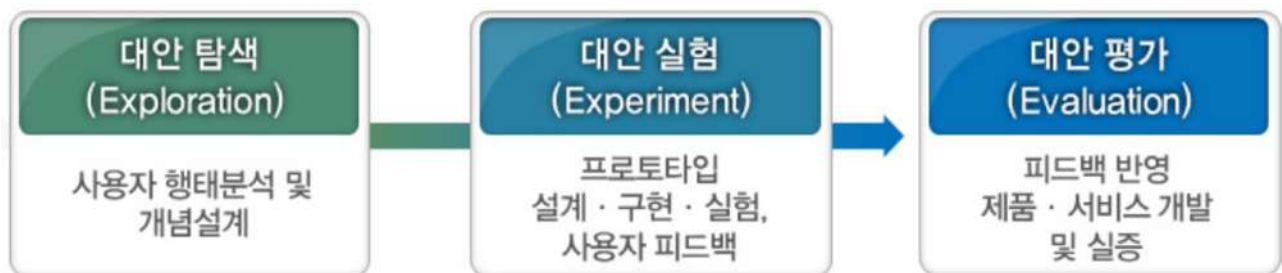 대안 탐색
(Exploration)
사용자 행태분석 및
개념설계
대안 실험
(Experiment)
프로토타입
설계 · 구현 · 실험,
사용자 피드백
대안 평가
(Evaluation)
피드백 반영
제품 · 서비스 개발
및 실증